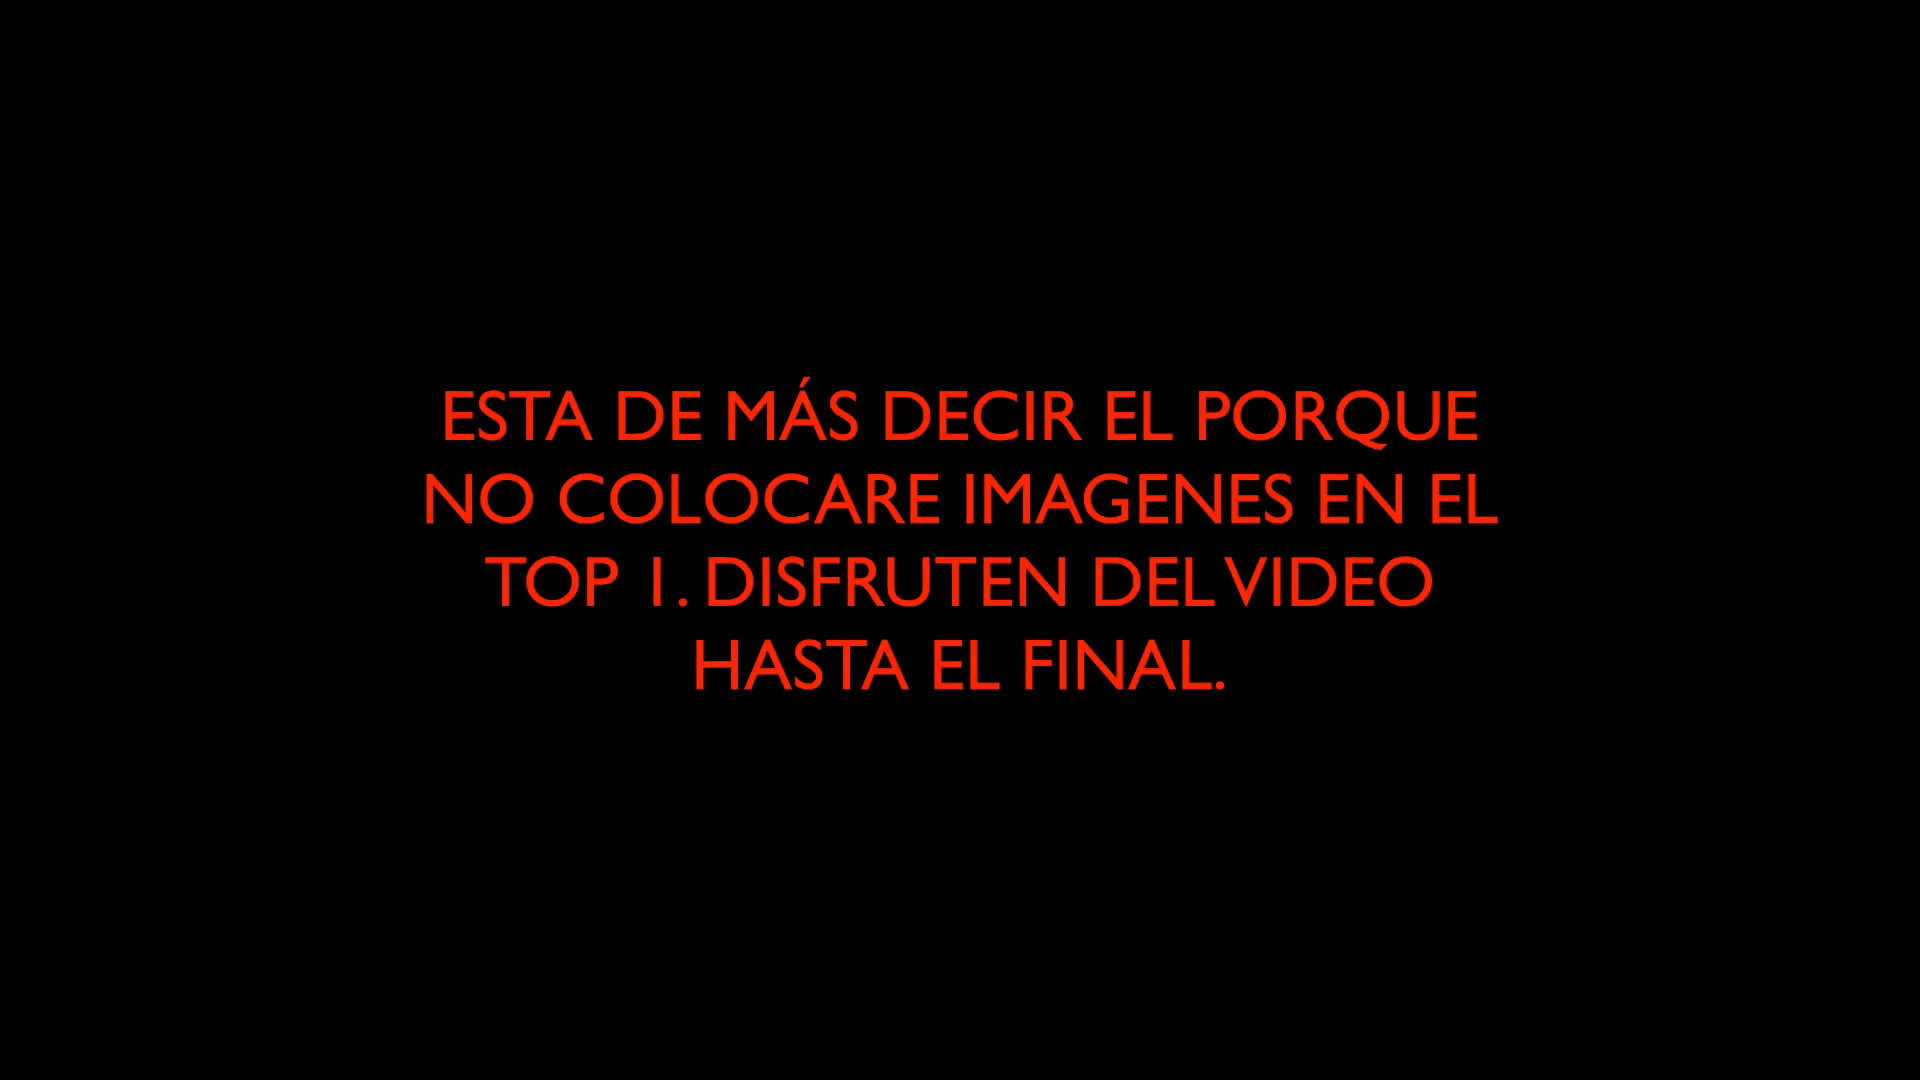 ESTA DE MÁS DECIR EL PORQUE
NO COLOCARE IMAGENES EN EL
TOP 1. DISFRUTEN DEL VIDEO
HASTA EL FINAL.